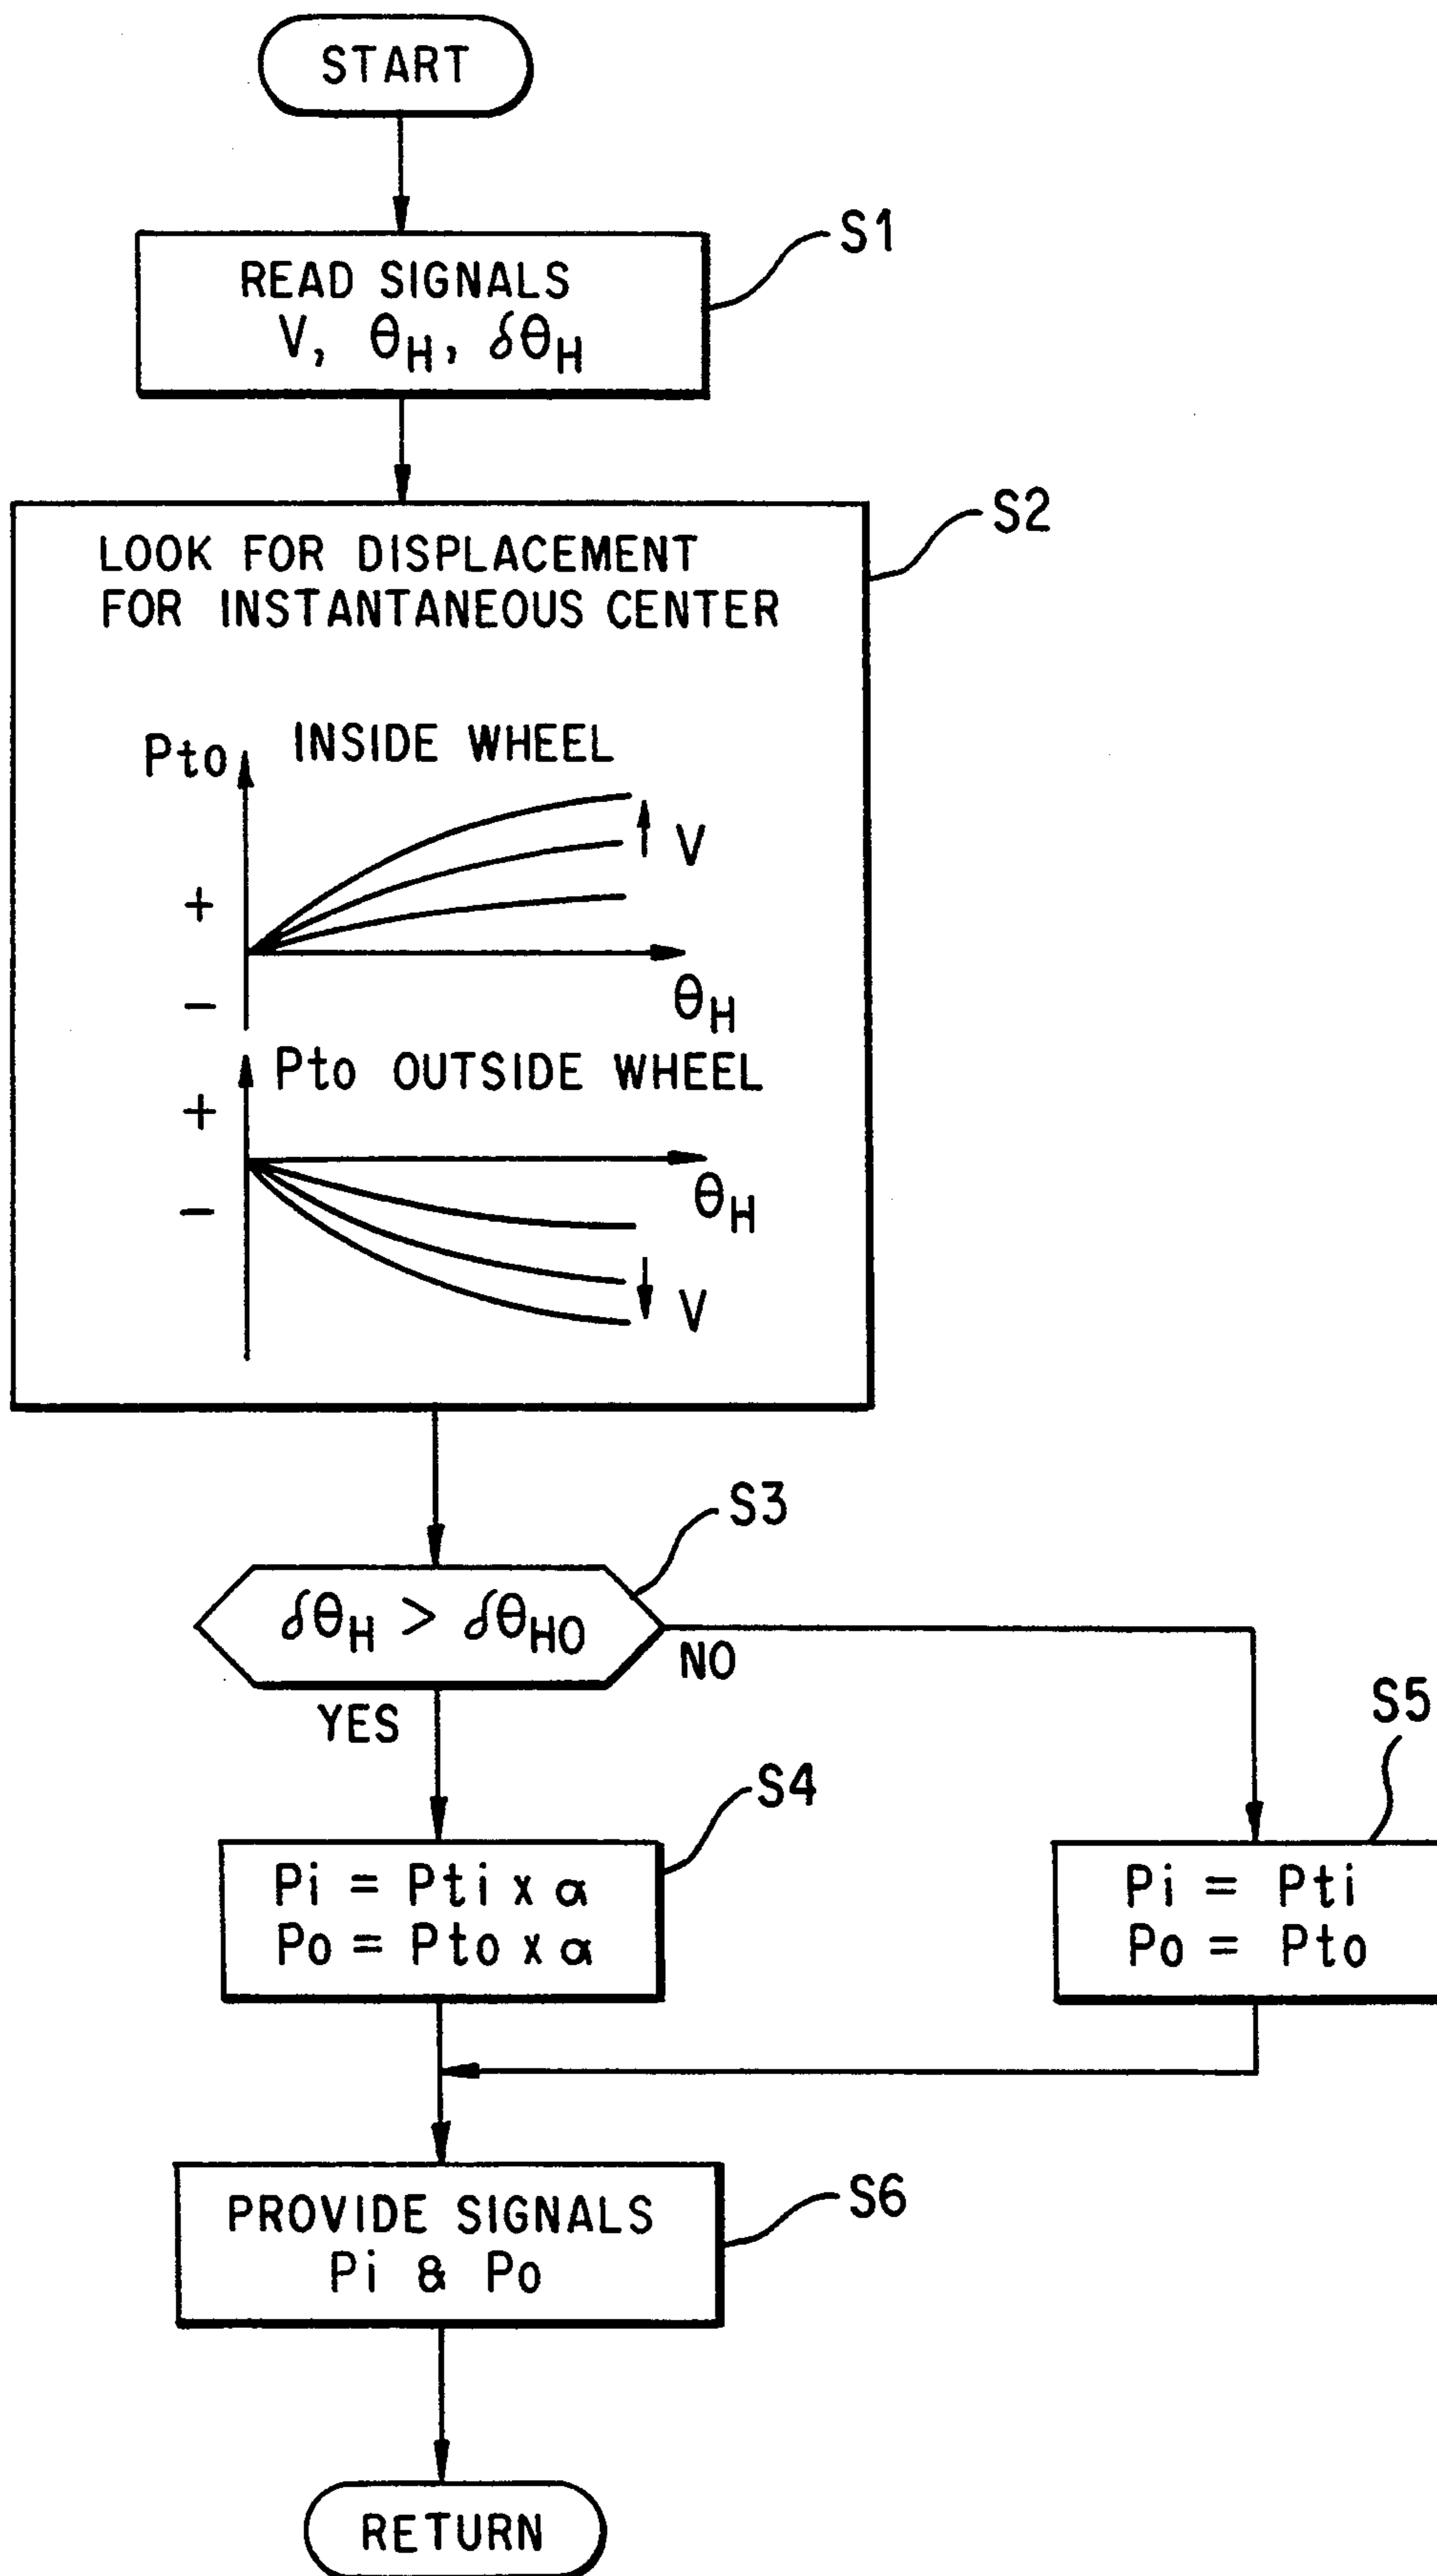 START
S1
READ SIGNALS
V, θH, δθH
S2
LOOK FOR DISPLACEMENT
FOR INSTANTANEOUS CENTER
Pto INSIDE WHEEL
V
+
θH
−
Pto OUTSIDE WHEEL
+
θH
−
V
S3
δθH > δθHO
NO
YES
S5
S4
Pi = Pti x α
Po = Pto x α
Pi = Pti
Po = Pto
S6
PROVIDE SIGNALS
Pi & Po
RETURN